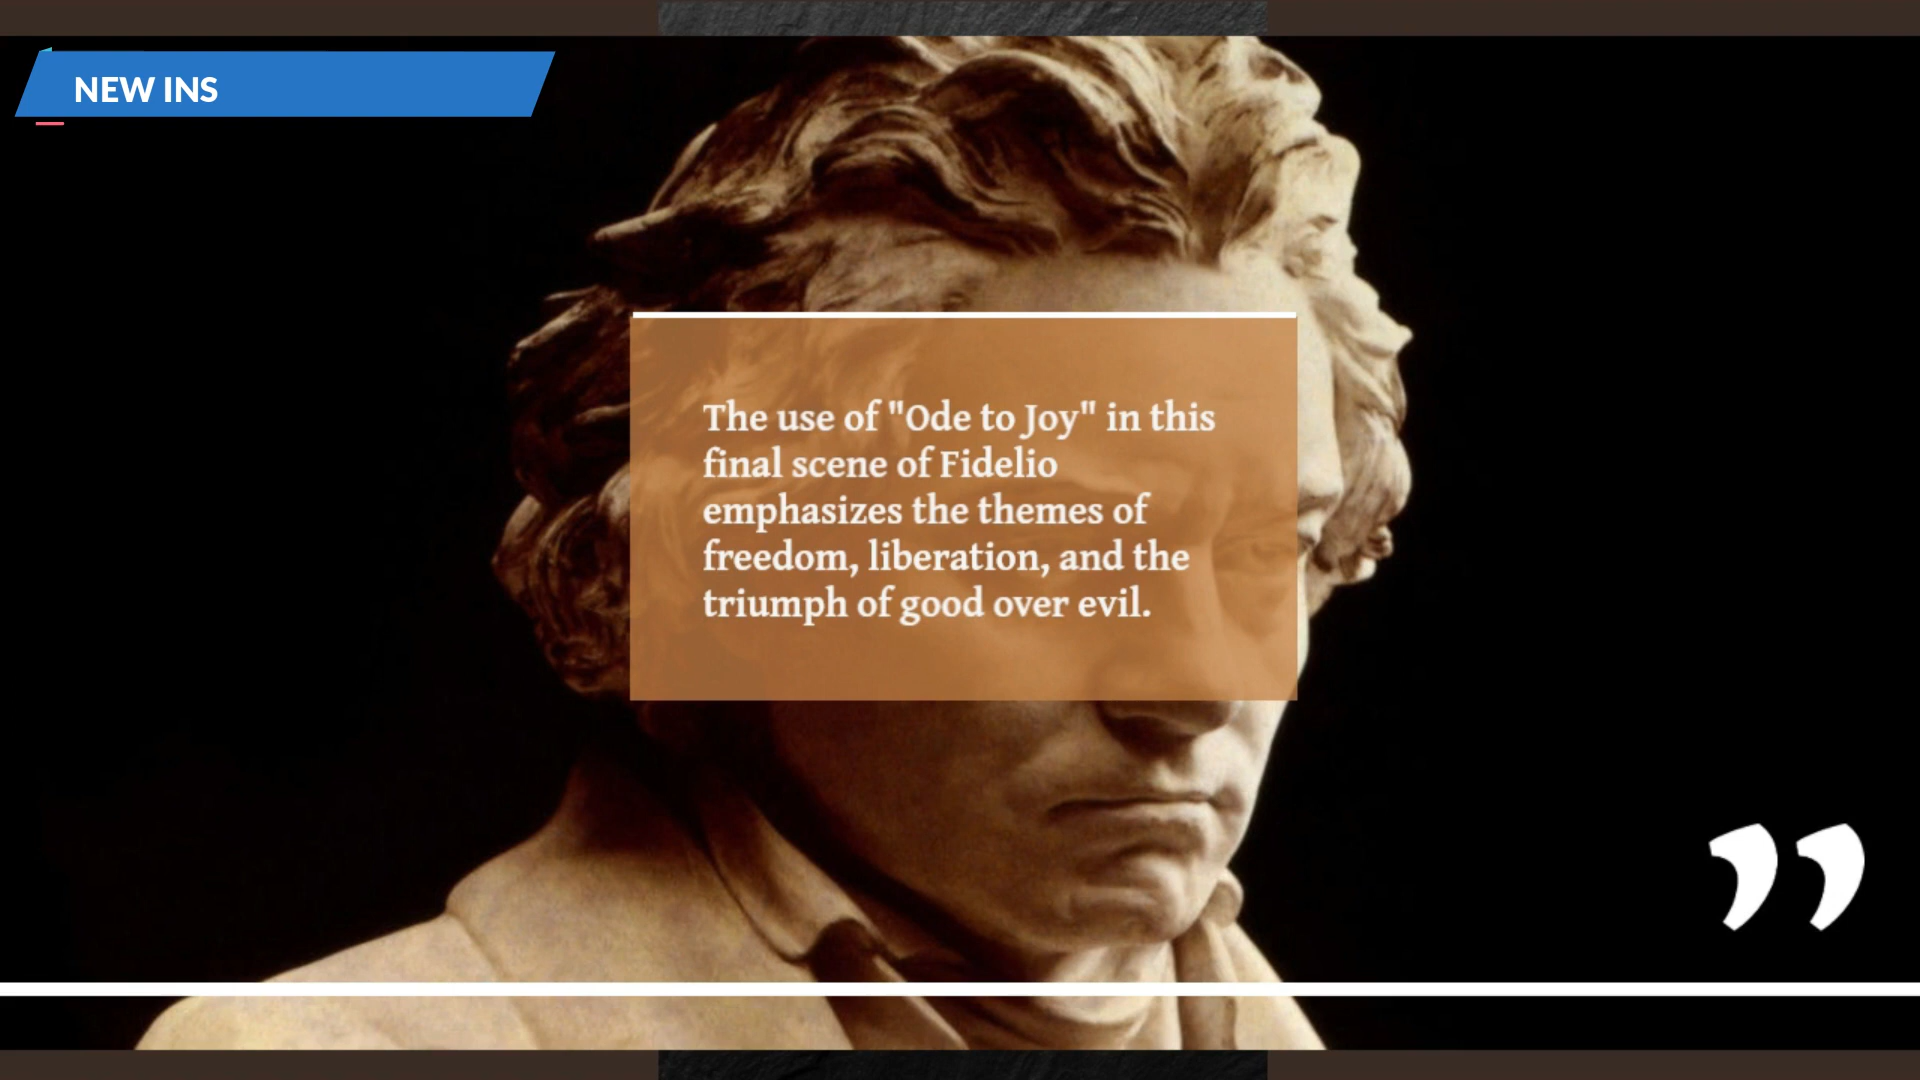 NEW INS
The use of "Ode to Joy" in this
final scene of Fidelio
emphasizes the themes of
freedom, liberation, and the
triumph of good over evil.
”